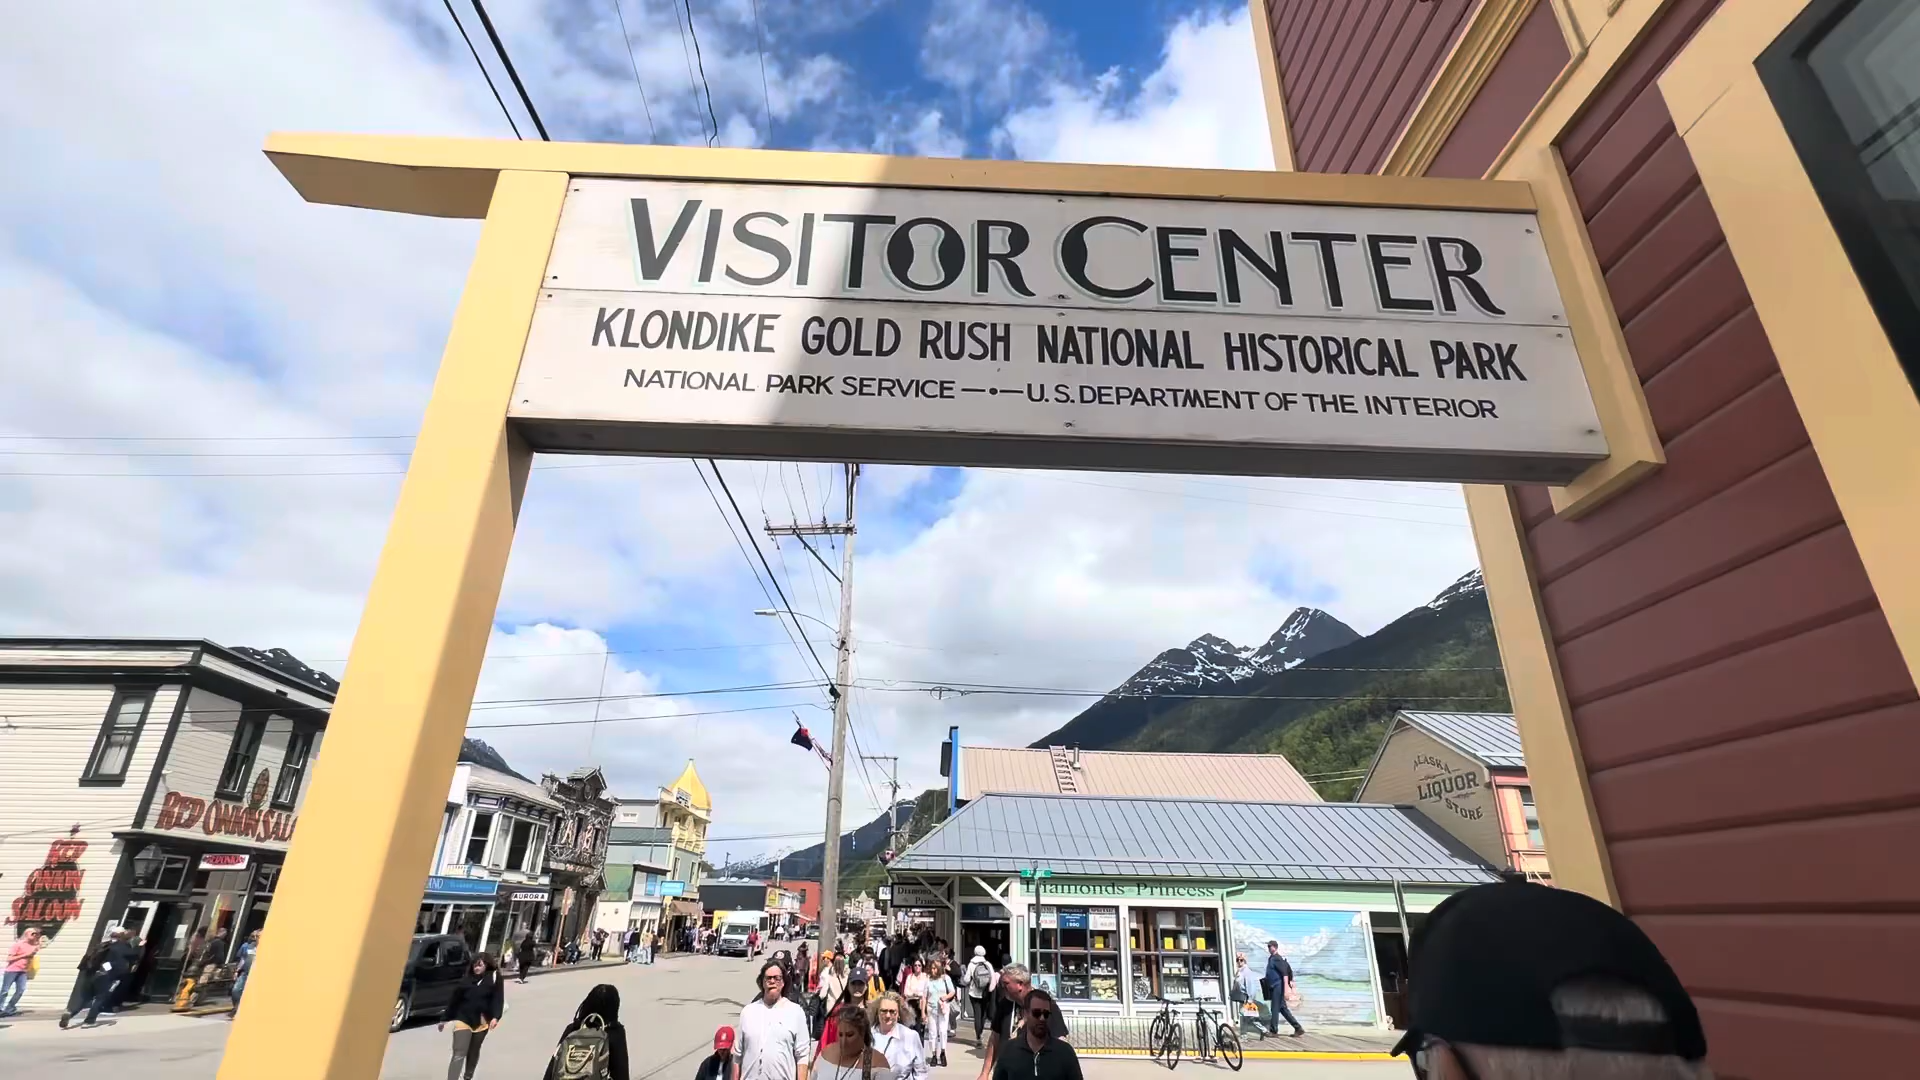 VISITOR CENTER
KLONDIKE GOLD RUSH NATIONAL HISTORICAL PARK
NATIONAL PARK SERVICE—•—U.S. DEPARTMENT OF THE INTERIOR
RED ONION SAL
RED
ONION
SALOON
AURORA
Diamonds Princess
ALASKA
LIQUOR
STORE